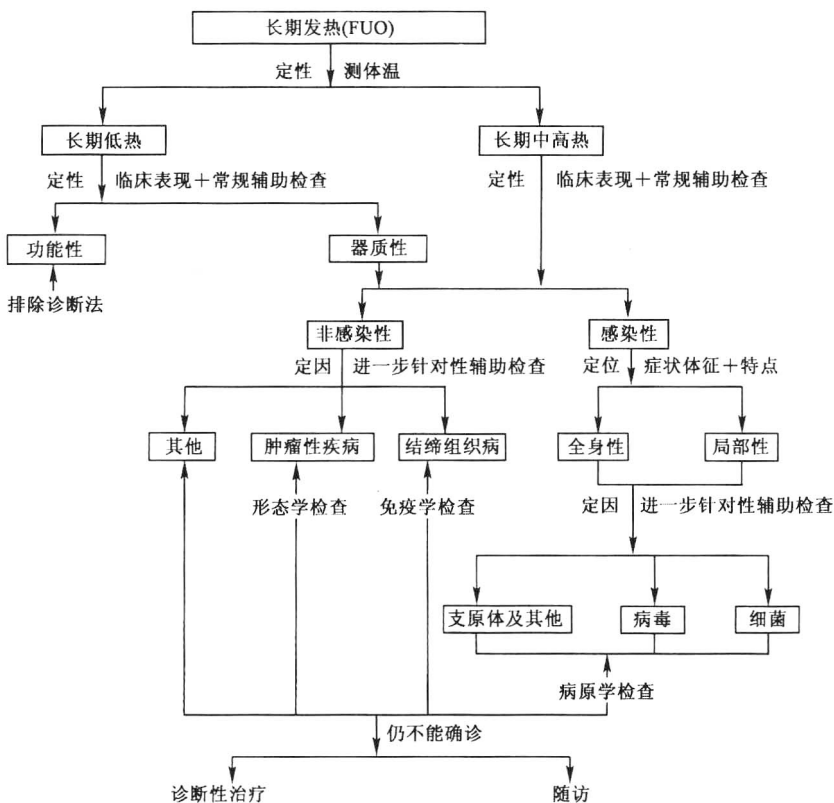 长期发热(FUO)
定性 测体温
长期低热 长期中高热
定性 临床表现＋常规辅助检查 定性 临床表现＋常规辅助检查
功能性 器质性
排除诊断法
非感染性 感染性
定因 进一步针对性辅助检查 定位 症状体征＋特点
其他 肿瘤性疾病 结缔组织病 全身性 局部性
形态学检查 免疫学检查 定因 进一步针对性辅助检查
支原体及其他 病毒 细菌
病原学检查
仍不能确诊
诊断性治疗 随访